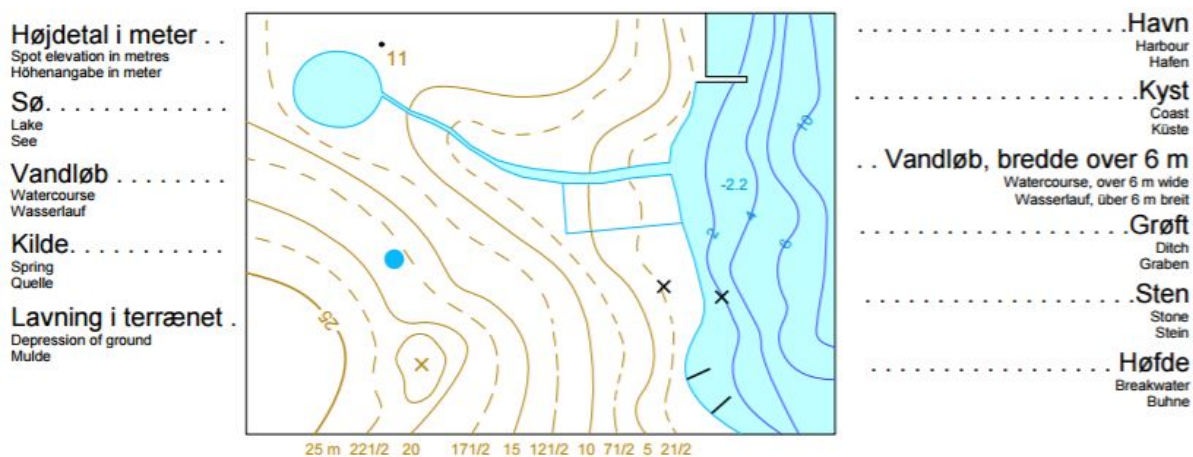 Højdetal i meter . .
Spot elevation in metres
Höhenangabe in meter
Sø. . . . . . . . . . . . .
Lake
See
Vandløb . . . . . . . .
Watercourse
Wasserlauf
Kilde. . . . . . . . . . .
Spring
Quelle
Lavning i terrænet .
Depression of ground
Mulde
11
-2.2
2
4
6
10
25
25 m 221/2 20 171/2 15 121/2 10 71/2 5 21/2
. . . . . . . . . . . . . . . . . . . Havn
Harbour
Hafen
. . . . . . . . . . . . . . . . . . . . Kyst
Coast
Küste
. . Vandløb, bredde over 6 m
Watercourse, over 6 m wide
Wasserlauf, über 6 m breit
. . . . . . . . . . . . . . . . . . . Grøft
Ditch
Graben
. . . . . . . . . . . . . . . . . . . Sten
Stone
Stein
. . . . . . . . . . . . . . . . . . Høfde
Breakwater
Buhne